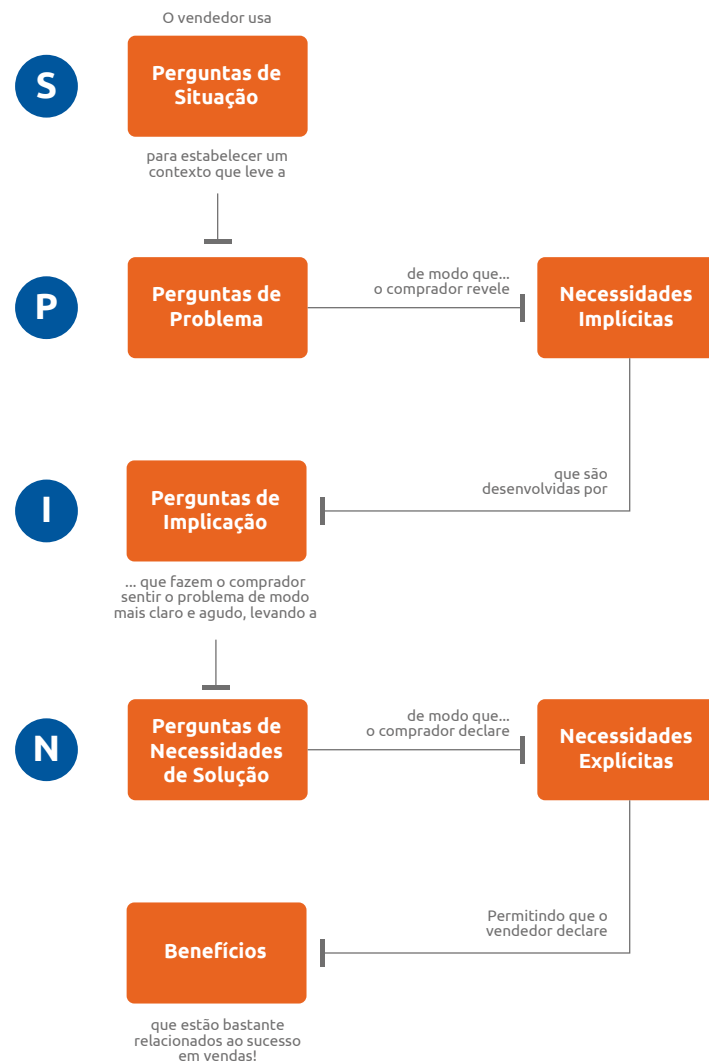 O vendedor usa
S
Perguntas de
Situação
para estabelecer um
contexto que leve a
P
Perguntas de
Problema
de modo que...
o comprador revele
Necessidades
Implícitas
que são
desenvolvidas por
I
Perguntas de
Implicação
... que fazem o comprador
sentir o problema de modo
mais claro e agudo, levando a
N
Perguntas de
Necessidades
de Solução
de modo que...
o comprador declare
Necessidades
Explícitas
Permitindo que o
vendedor declare
Benefícios
que estão bastante
relacionados ao sucesso
em vendas!